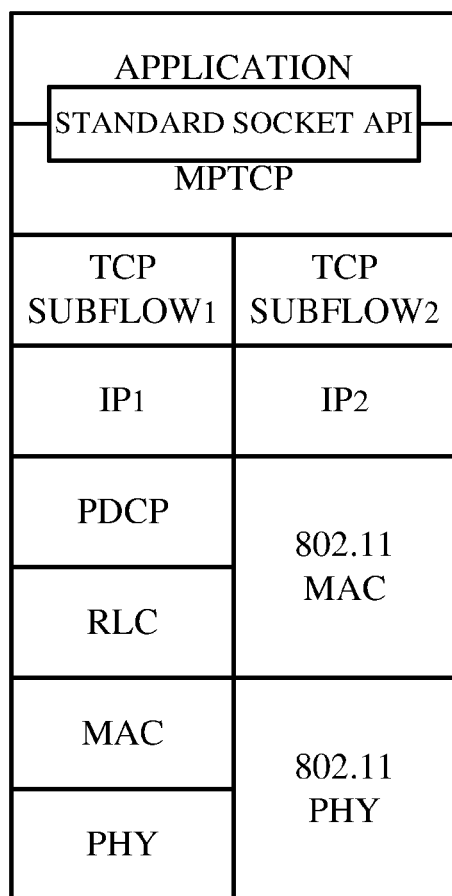 APPLICATION
STANDARD SOCKET API
MPTCP
TCP
SUBFLOW1
TCP
SUBFLOW2
IP1
IP2
PDCP
802.11
MAC
RLC
MAC
802.11
PHY
PHY